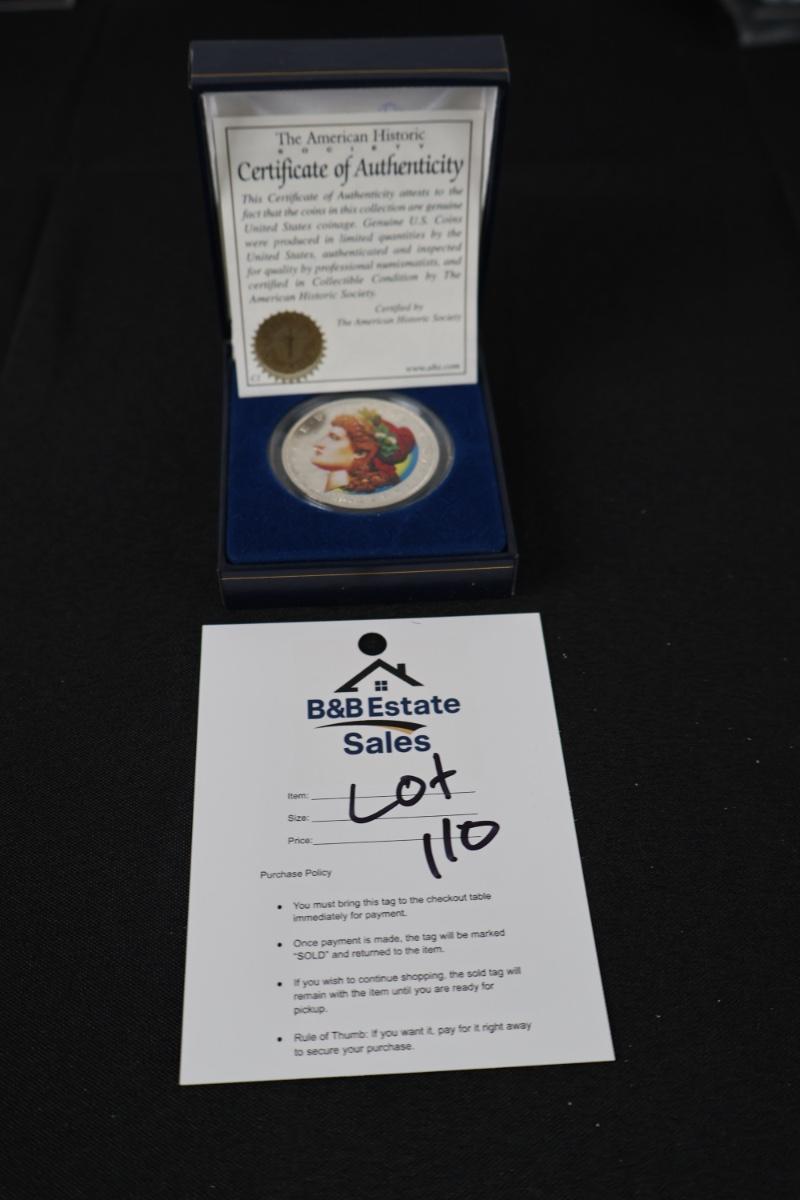 The American Historic
SOCIETY
Certificate of Authenticity
This Certificate of Authenticity attests to the
fact that the coins in this collection are genuine
United States coinage. Genuine U.S. Coins
were produced in limited quantities by the
United States, authenticated and inspected
for quality by professional numismatists, and
certified in Collectible Condition by The
American Historic Society.
Certified by
The American Historic Society
www.ahs.com
B&B Estate
Sales
Item:
Size:
Price:
Lot
110
Purchase Policy
• You must bring this tag to the checkout table
immediately for payment.
• Once payment is made, the tag will be marked
"SOLD" and returned to the item.
• If you wish to continue shopping, the sold tag will
remain with the item until you are ready for
pickup.
• Rule of Thumb: If you want it, pay for it right away
to secure your purchase.